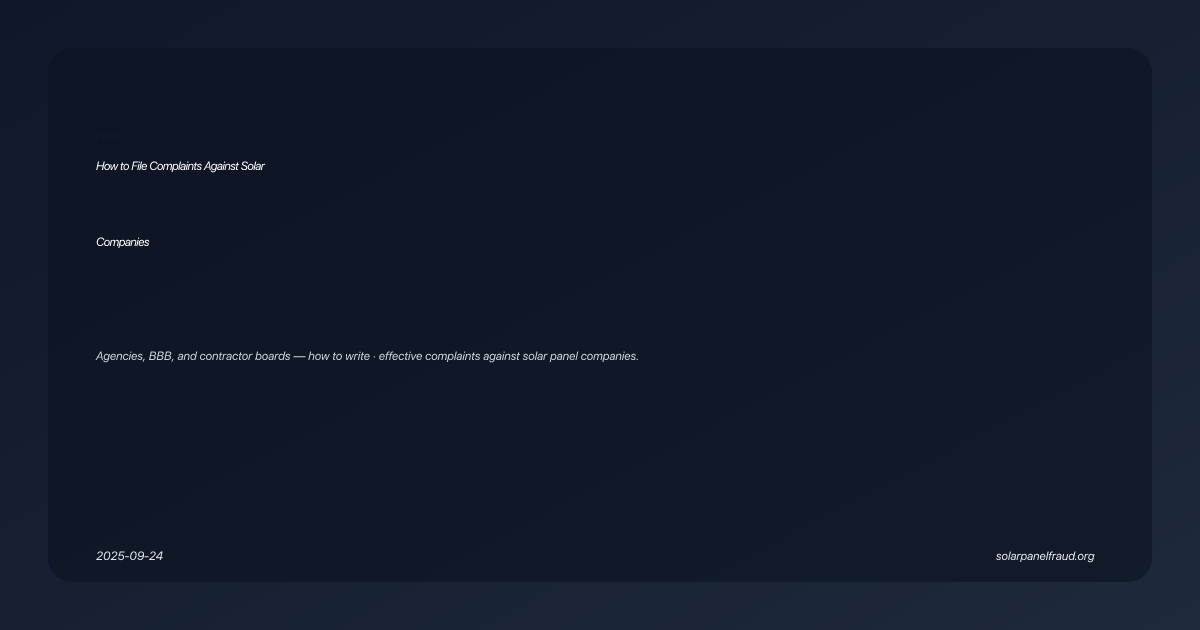 How to File Complaints Against Solar
Companies
Agencies, BBB, and contractor boards — how to write · effective complaints against solar panel companies.
2025-09-24
solarpanelfraud.org